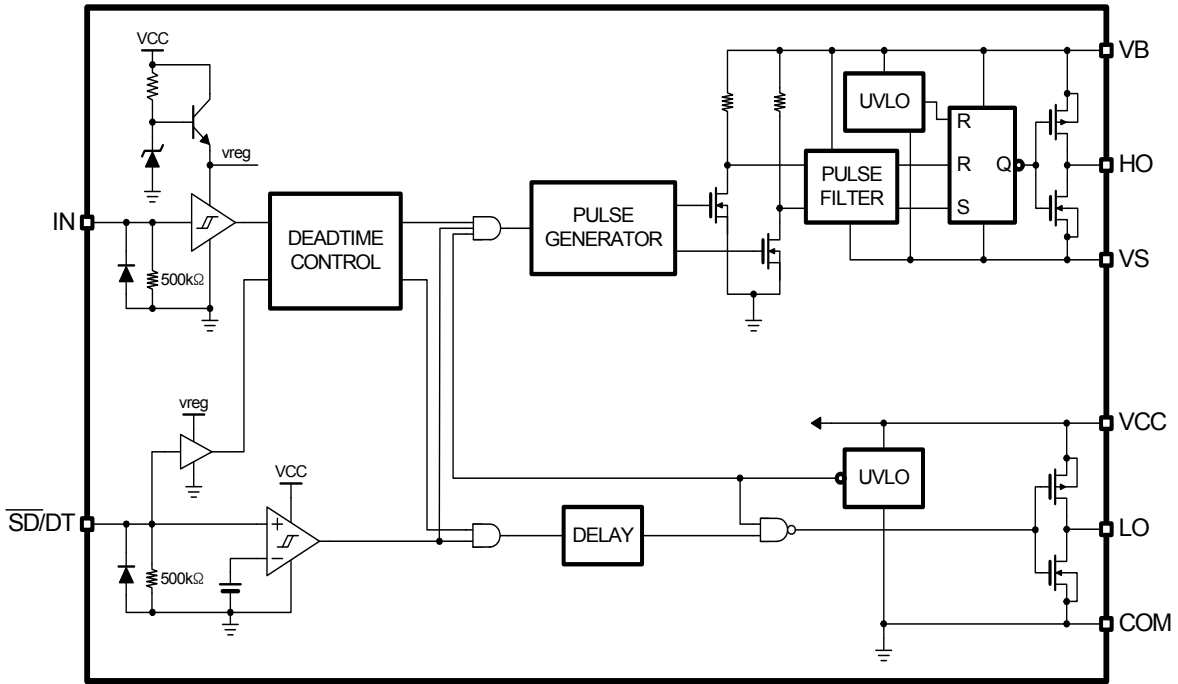 VCC
VB
UVLO
R
vreg
R
Q
HO
PULSE
FILTER
S
IN
DEADTIME
CONTROL
PULSE
GENERATOR
VS
500kΩ
vreg
VCC
VCC
UVLO
SD/DT
+
DELAY
LO
−
500kΩ
COM